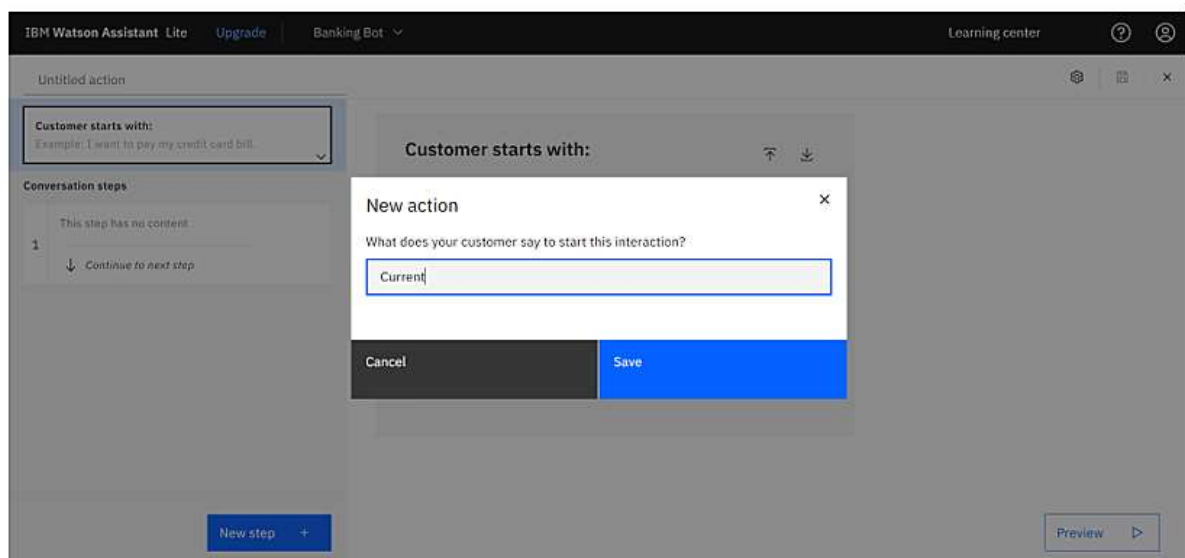 IBM Watson Assistant Lite Upgrade Banking Bot Learning center
Untitled action
Customer starts with:
Example: I want to pay my credit card bill.
Conversation steps
1
This step has no content
Continue to next step
New step +
Customer starts with:
New action
What does your customer say to start this interaction?
Current
Cancel
Save
Preview